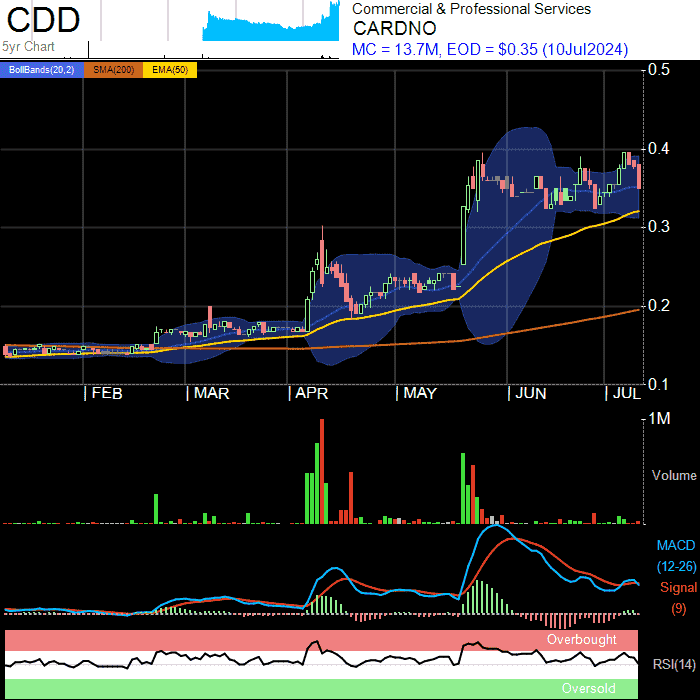 CDD
5yr Chart
Commercial & Professional Services
CARDNO
MC = 13.7M, EOD = $0.35 (10Jul2024)
BollBands(20,2) SMA(200) EMA(50)
0.5
0.4
0.3
0.2
0.1
FEB MAR APR MAY JUN JUL
1M
Volume
MACD
(12-26)
Signal
(9)
Overbought
RSI(14)
Oversold